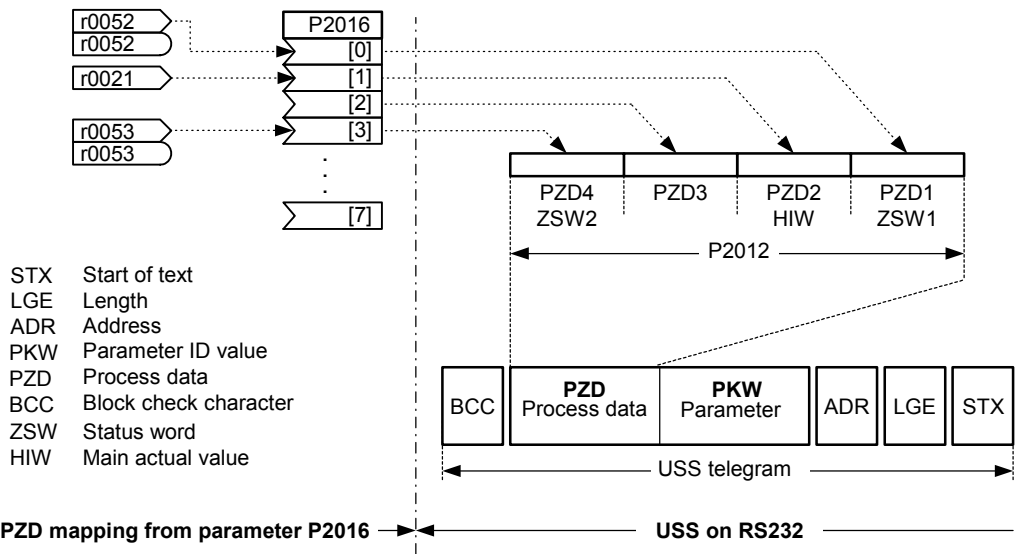 r0052
r0052
r0021
r0053
r0053
P2016
[0]
[1]
[2]
[3]
[7]
PZD4
ZSW2
PZD3
PZD2
HIW
PZD1
ZSW1
P2012
STX Start of text
LGE Length
ADR Address
PKW Parameter ID value
PZD Process data
BCC Block check character
ZSW Status word
HIW Main actual value
BCC
PZD
Process data
PKW
Parameter
ADR
LGE
STX
USS telegram
PZD mapping from parameter P2016
USS on RS232